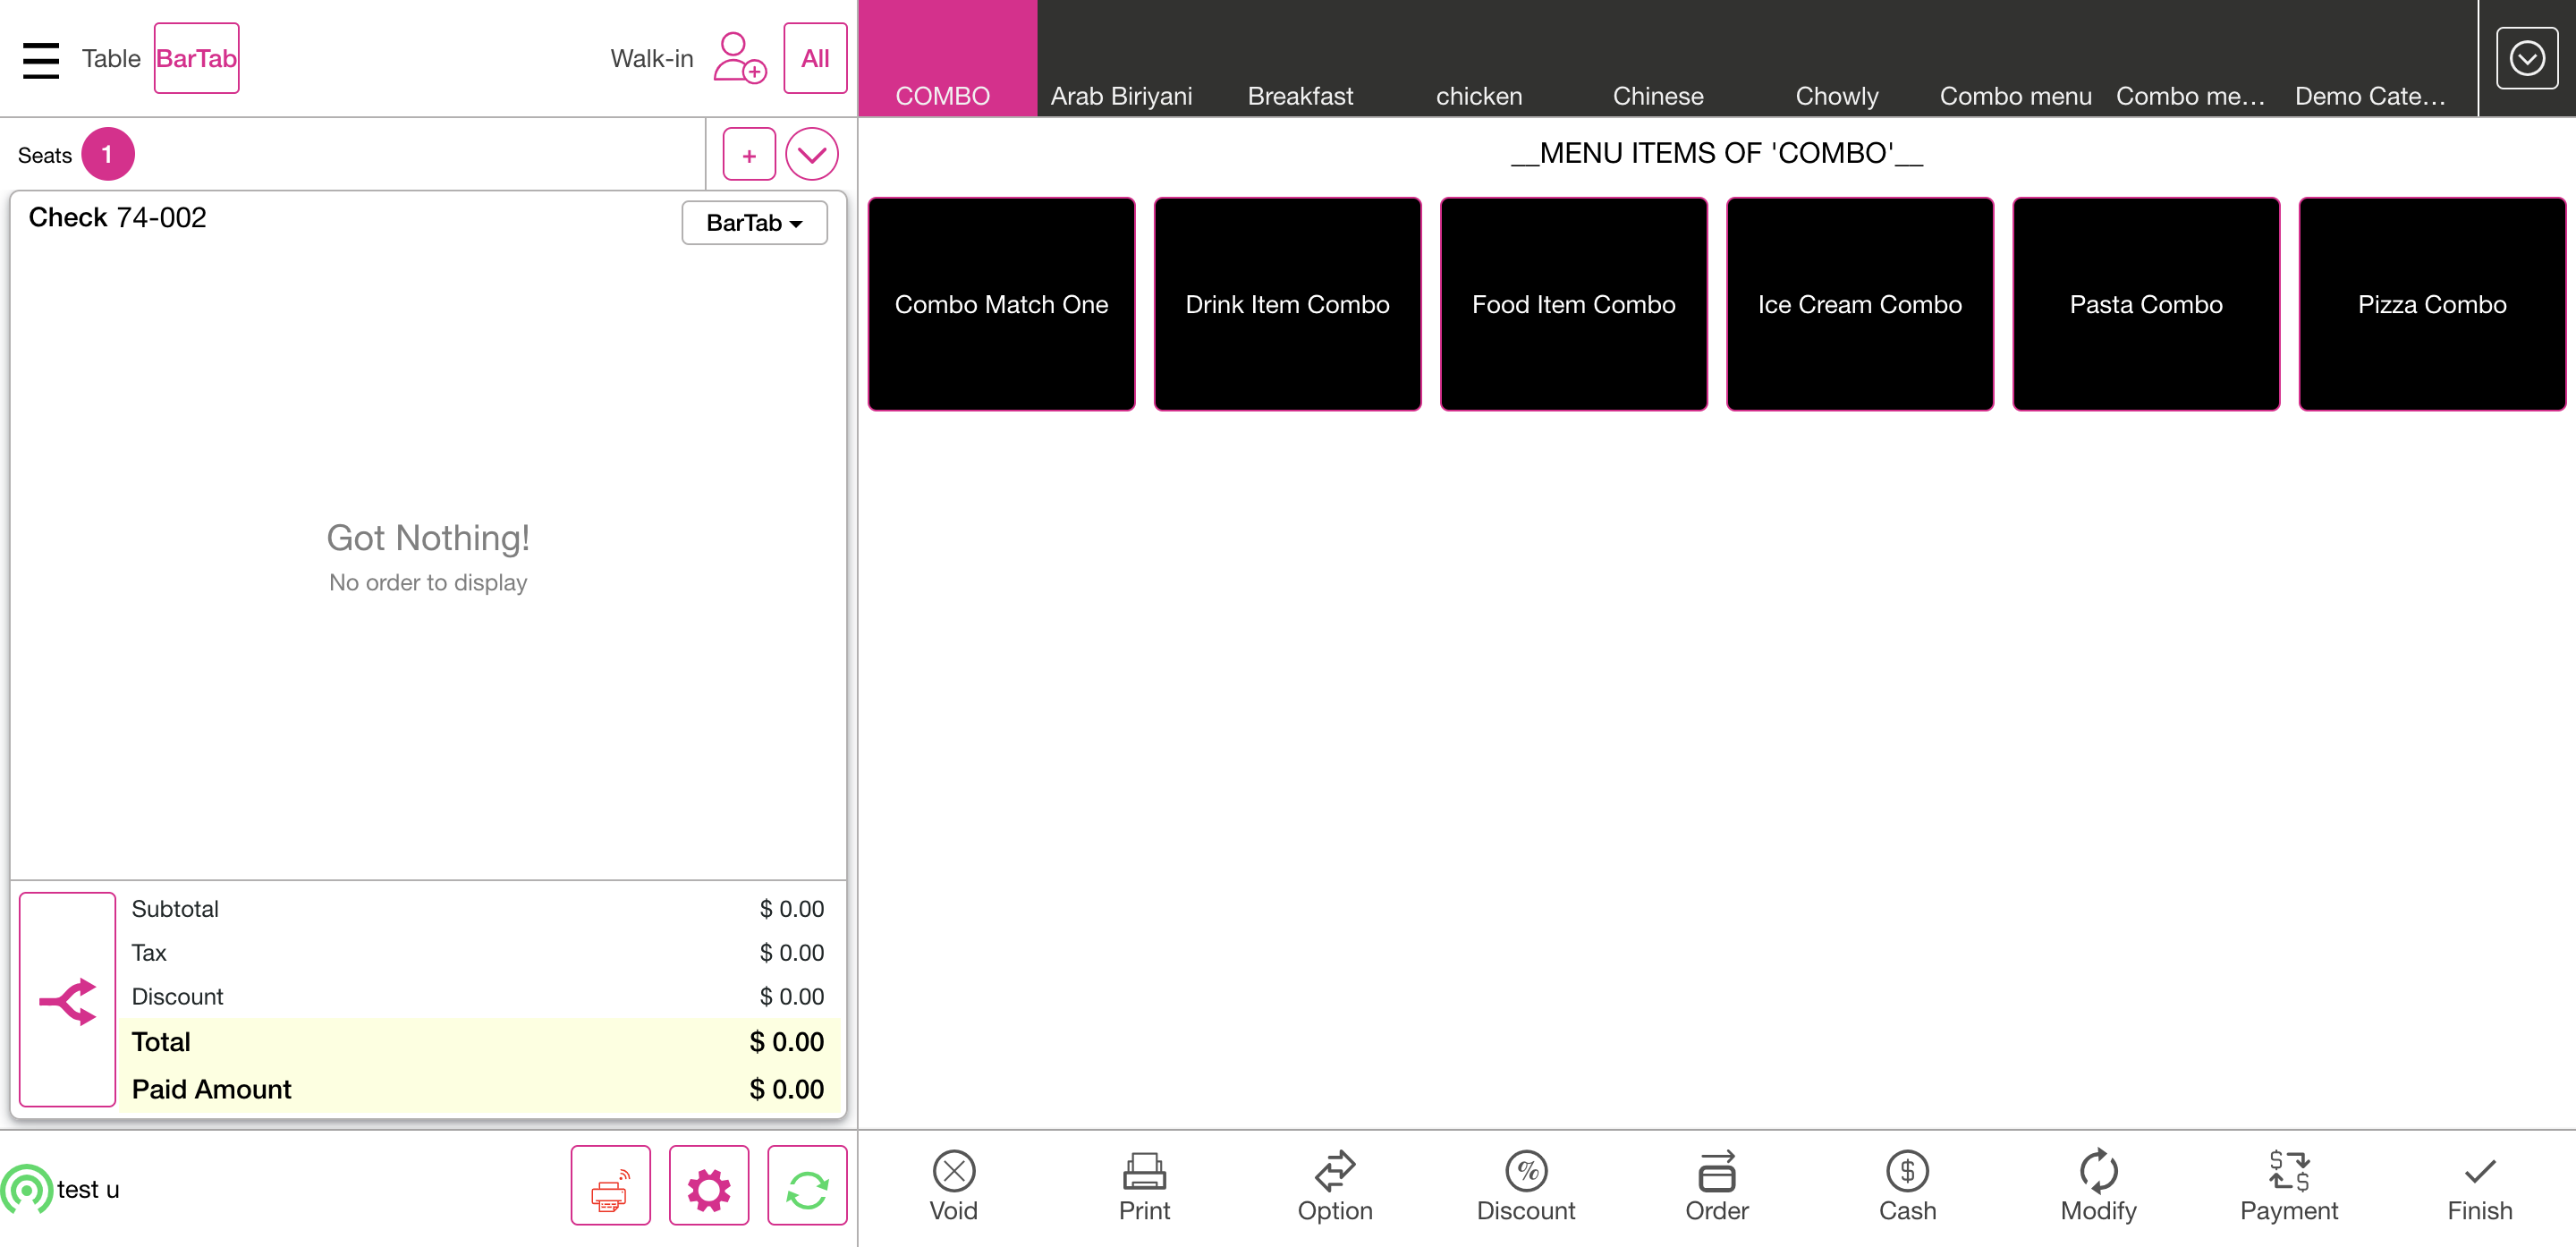 Table
BarTab
Walk-in
All
COMBO
Arab Biriyani
Breakfast
chicken
Chinese
Chowly
Combo menu
Combo me...
Demo Cate...
Seats 1
+
Check 74-002
BarTab
Got Nothing!
No order to display
Subtotal $ 0.00
Tax $ 0.00
Discount $ 0.00
Total $ 0.00
Paid Amount $ 0.00
test u
__MENU ITEMS OF 'COMBO'__
Combo Match One
Drink Item Combo
Food Item Combo
Ice Cream Combo
Pasta Combo
Pizza Combo
Void
Print
Option
Discount
Order
Cash
Modify
Payment
Finish